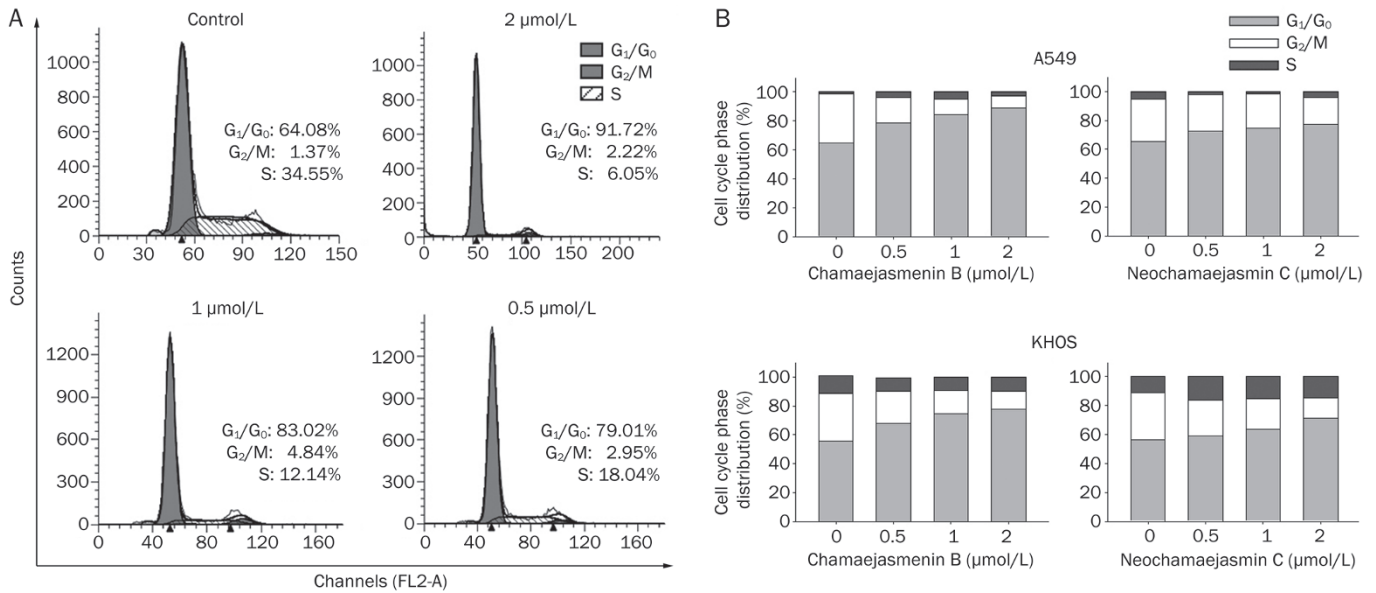 A
Control
1000
800
600
400
200
0
G₁/G₀: 64.08%
G₂/M: 1.37%
S: 34.55%
0 30 60 90 120 150
2 µmol/L
G₁/G₀
G₂/M
S
1000
800
600
400
200
0
G₁/G₀: 91.72%
G₂/M: 2.22%
S: 6.05%
0 50 100 150 200
Counts
1 µmol/L
1200
900
600
300
0
G₁/G₀: 83.02%
G₂/M: 4.84%
S: 12.14%
0 40 80 120 160
0.5 µmol/L
1200
900
600
300
0
G₁/G₀: 79.01%
G₂/M: 2.95%
S: 18.04%
0 40 80 120 160
Channels (FL2-A)
B
G₁/G₀
G₂/M
S
A549
Cell cycle phase
distribution (%)
100
80
60
40
20
0
0 0.5 1 2
Chamaejasmenin B (µmol/L)
100
80
60
40
20
0
0 0.5 1 2
Neochamaejasmin C (µmol/L)
KHOS
Cell cycle phase
distribution (%)
100
80
60
40
20
0
0 0.5 1 2
Chamaejasmenin B (µmol/L)
100
80
60
40
20
0
0 0.5 1 2
Neochamaejasmin C (µmol/L)